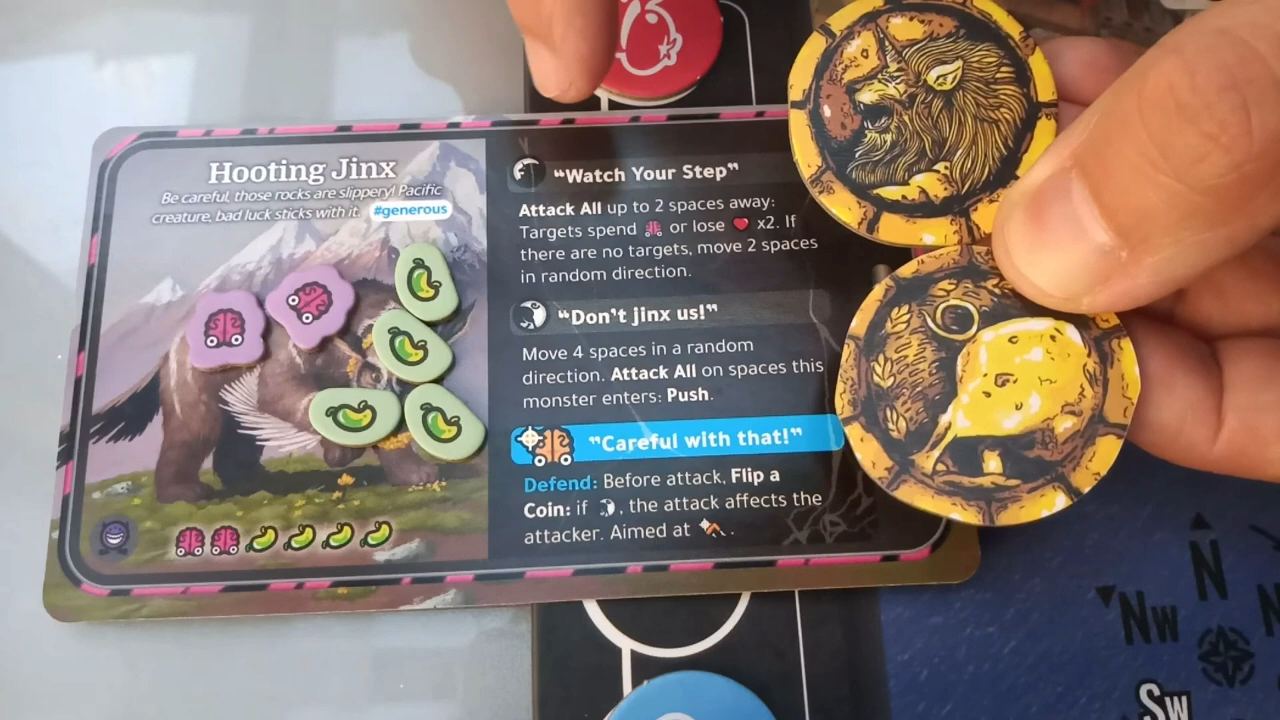 Hooting Jinx
Be careful, those rocks are slippery! Pacific
creature, bad luck sticks with it. #generous
“Watch Your Step”
Attack All up to 2 spaces away:
Targets spend or lose x2. If
there are no targets, move 2 spaces
in random direction.
“Don't jinx us!”
Move 4 spaces in a random
direction. Attack All on spaces this
monster enters: Push.
"Careful with that!"
Defend: Before attack, Flip a
Coin: if , the attack affects the
attacker. Aimed at .
N
Nw
Sw